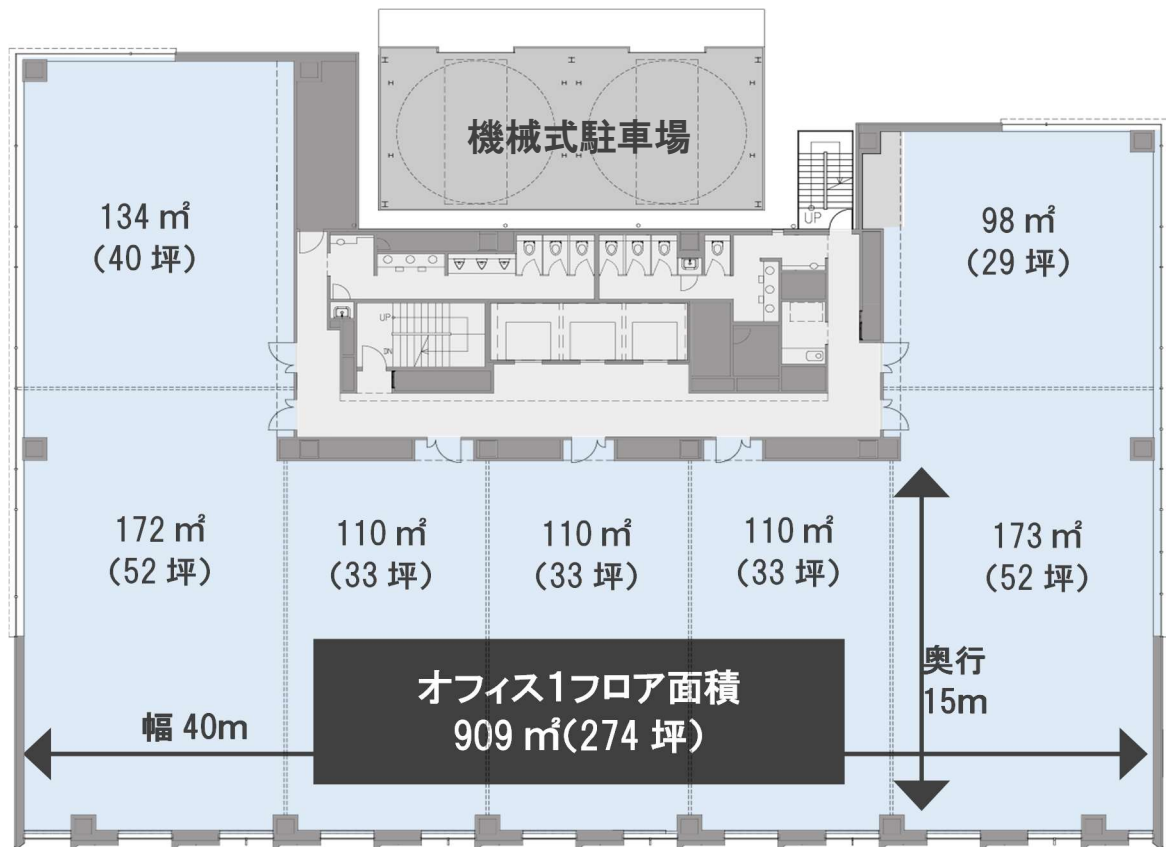 機械式駐車場
134 ㎡
(40 坪)
UP
98 ㎡
(29 坪)
UP
DN
172 ㎡
(52 坪)
110 ㎡
(33 坪)
110 ㎡
(33 坪)
110 ㎡
(33 坪)
173 ㎡
(52 坪)
オフィス1フロア面積
909 ㎡(274 坪)
奥行
15m
幅 40m